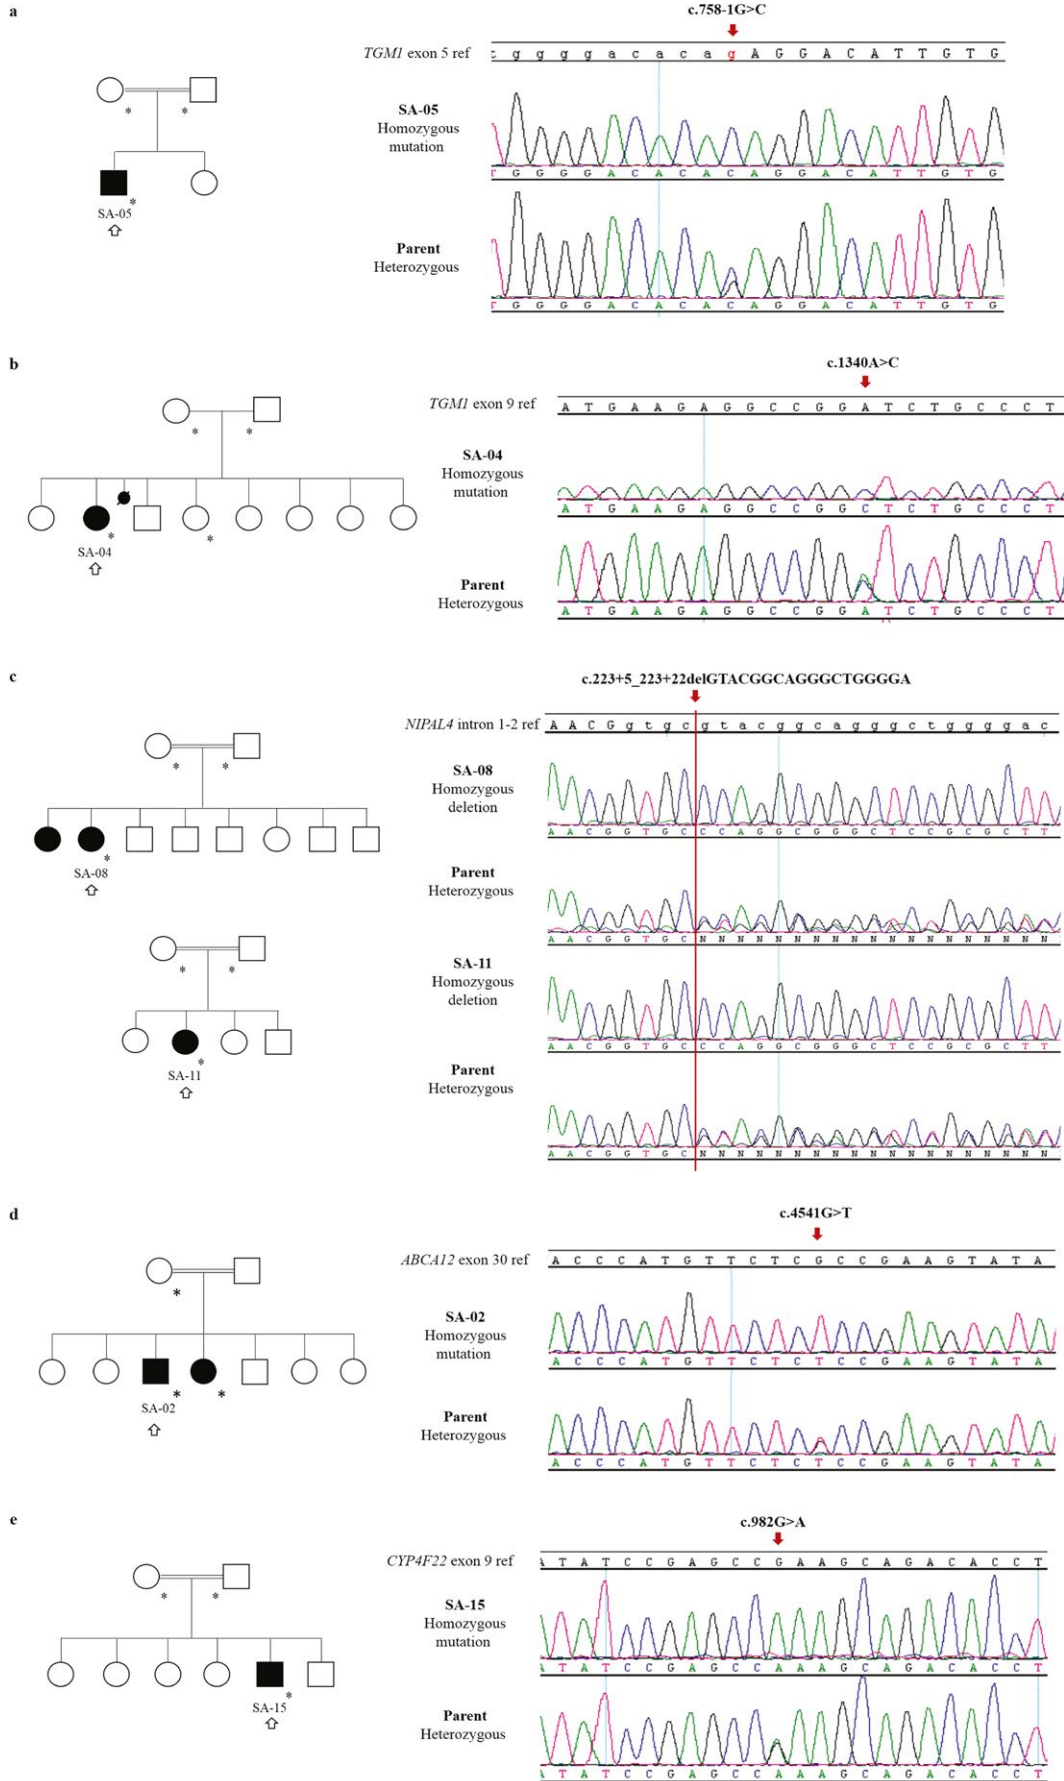 a
c.758-1G>C
TGM1 exon 5 ref
t g g g g a c a c a g A G G A C A T T G T G
SA-05
Homozygous
mutation
T G G G G A C A C A C A G G A C A T T G T G
SA-05
Parent
Heterozygous
T G G G G A C A C A C A G G A C A T T G T G
b
c.1340A>C
TGM1 exon 9 ref
A T G A A G A G G C C G G A T C T G C C C T
SA-04
Homozygous
mutation
A T G A A G A G G C C G G C T C T G C C C T
SA-04
Parent
Heterozygous
A T G A A G A G G C C G G A T C T G C C C T
c
c.223+5_223+22delGTACGGCAGGGCTGGGGA
NIPAL4 intron 1-2 ref
A A C G g t g c g t a c g g c a g g g c t g g g g a c
SA-08
Homozygous
deletion
A A C G G T G C C C A G G C G G G C T C C G C G C T T
SA-08
Parent
Heterozygous
A A C G G T G C N N N N N N N N N N N N N N N N N N N
SA-11
Homozygous
deletion
A A C G G T G C C C A G G C G G G C T C C G C G C T T
SA-11
Parent
Heterozygous
A A C G G T G C N N N N N N N N N N N N N N N N N N N
d
c.4541G>T
ABCA12 exon 30 ref
A C C C A T G T T C T C G C C G A A G T A T A
SA-02
Homozygous
mutation
A C C C A T G T T C T C T C C G A A G T A T A
SA-02
Parent
Heterozygous
A C C C A T G T T C T C T C C G A A G T A T A
e
c.982G>A
CYP4F22 exon 9 ref
A T A T C C G A G C C G A A G C A G A C A C C T
SA-15
Homozygous
mutation
A T A T C C G A G C C A A A G C A G A C A C C T
SA-15
Parent
Heterozygous
A T A T C C G A G C C A A A G C A G A C A C C T